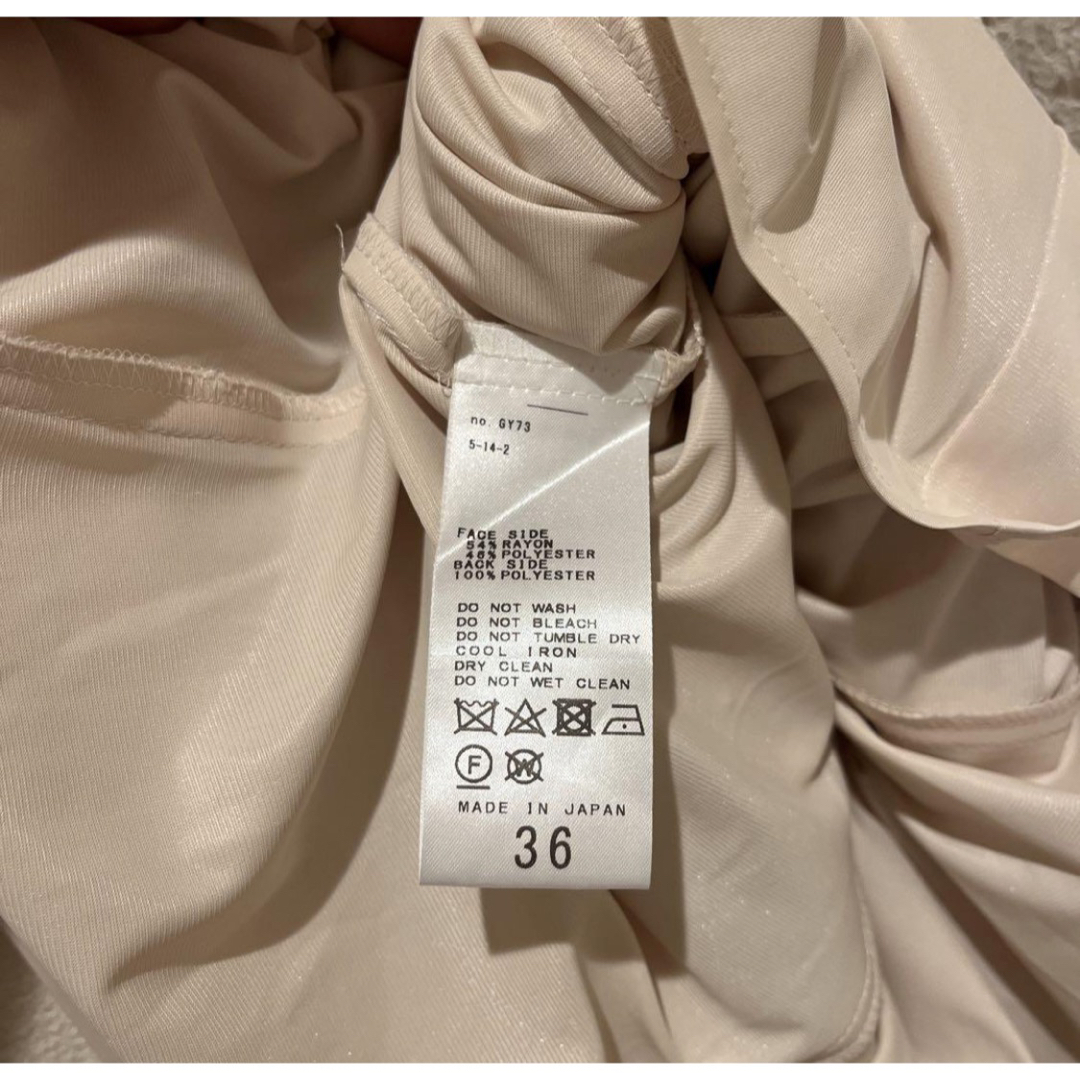 no. GY73
5-14-2
FACE SIDE
54% RAYON
46% POLYESTER
BACK SIDE
100% POLYESTER
DO NOT WASH
DO NOT BLEACH
DO NOT TUMBLE DRY
COOL IRON
DRY CLEAN
DO NOT WET CLEAN
F W
MADE IN JAPAN
36